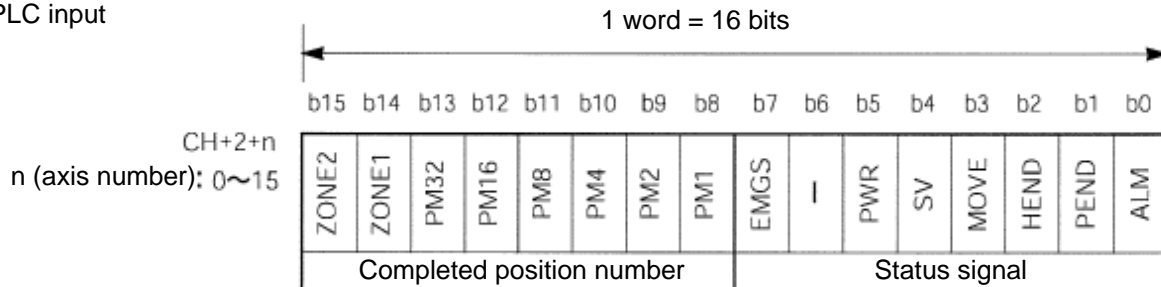 PLC input
1 word = 16 bits
b15 b14 b13 b12 b11 b10 b9 b8 b7 b6 b5 b4 b3 b2 b1 b0
CH+2+n
n (axis number): 0～15
ZONE2 ZONE1 PM32 PM16 PM8 PM4 PM2 PM1 EMGS — PWR SV MOVE HEND PEND ALM
Completed position number Status signal